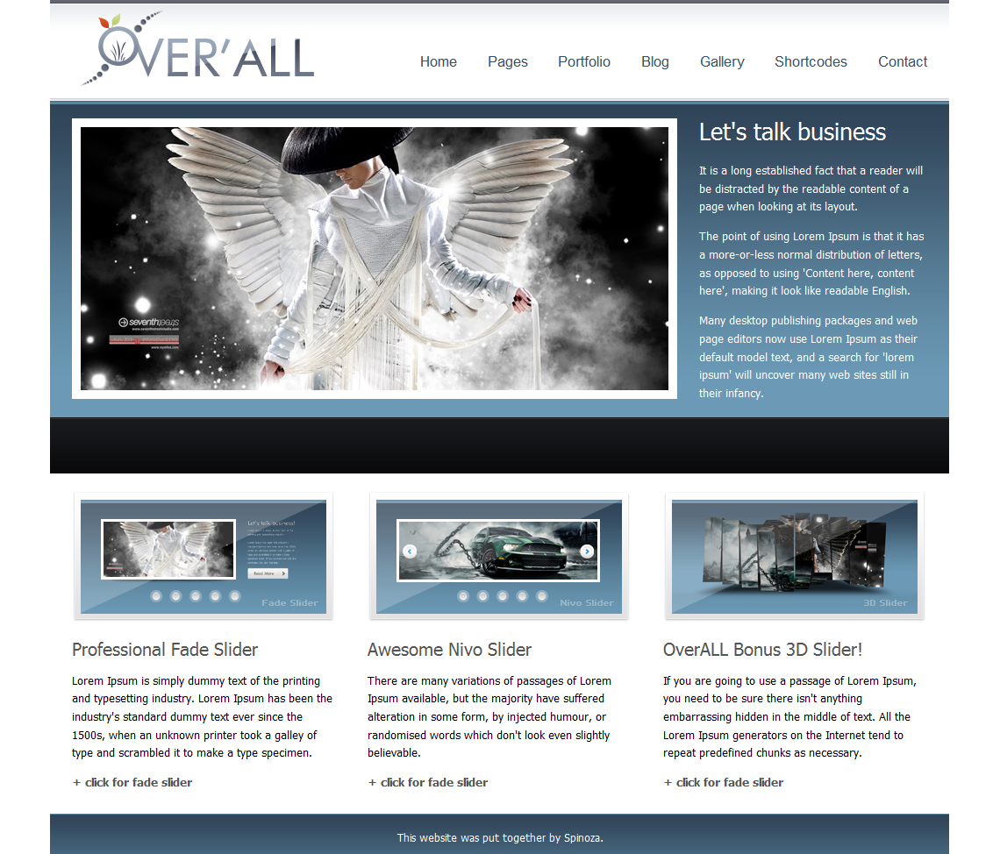 OVER'ALL
Home Pages Portfolio Blog Gallery Shortcodes Contact
seventhstreet
www.seventhstreetstudio.com
www.nymfea.com
Let's talk business
It is a long established fact that a reader will
be distracted by the readable content of a
page when looking at its layout.
The point of using Lorem Ipsum is that it has
a more-or-less normal distribution of letters,
as opposed to using 'Content here, content
here', making it look like readable English.
Many desktop publishing packages and web
page editors now use Lorem Ipsum as their
default model text, and a search for 'lorem
ipsum' will uncover many web sites still in
their infancy.
Let's talk business!
Read More
Fade Slider
Nivo Slider
3D Slider
Professional Fade Slider
Lorem Ipsum is simply dummy text of the printing
and typesetting industry. Lorem Ipsum has been the
industry's standard dummy text ever since the
1500s, when an unknown printer took a galley of
type and scrambled it to make a type specimen.
+ click for fade slider
Awesome Nivo Slider
There are many variations of passages of Lorem
Ipsum available, but the majority have suffered
alteration in some form, by injected humour, or
randomised words which don't look even slightly
believable.
+ click for fade slider
OverALL Bonus 3D Slider!
If you are going to use a passage of Lorem Ipsum,
you need to be sure there isn't anything
embarrassing hidden in the middle of text. All the
Lorem Ipsum generators on the Internet tend to
repeat predefined chunks as necessary.
+ click for fade slider
This website was put together by Spinoza.